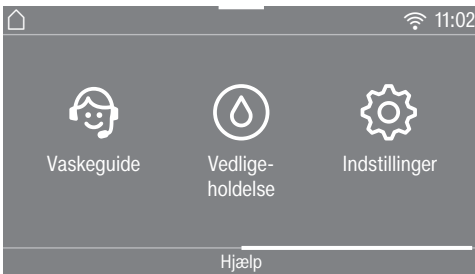 11:02
Vaskeguide
Vedlige-
holdelse
Indstillinger
Hjælp